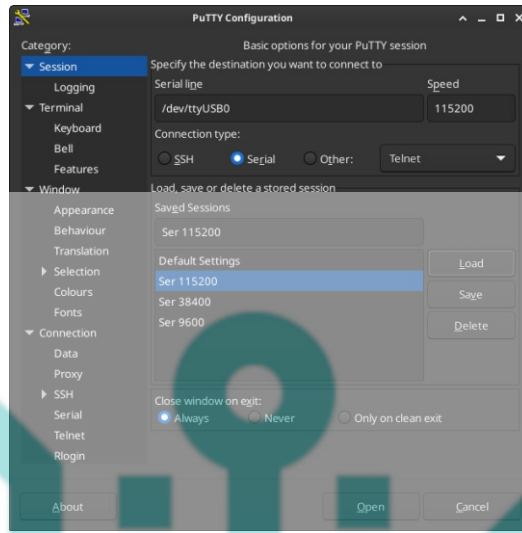 PuTTY Configuration
Category:
Session
Logging
Terminal
Keyboard
Bell
Features
Window
Appearance
Behaviour
Translation
Selection
Colours
Fonts
Connection
Data
Proxy
SSH
Serial
Telnet
Rlogin
About
Basic options for your PuTTY session
Specify the destination you want to connect to
Serial line Speed
/dev/ttyUSB0 115200
Connection type:
SSH Serial Other: Telnet
Load, save or delete a stored session
Saved Sessions
Ser 115200
Default Settings
Ser 115200
Ser 38400
Ser 9600
Load
Save
Delete
Close window on exit:
Always Never Only on clean exit
Open Cancel